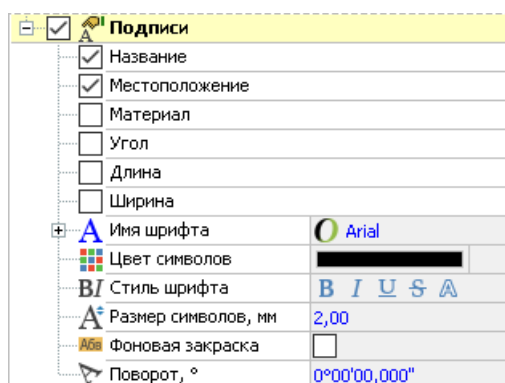 Подписи
Название
Местоположение
Материал
Угол
Длина
Ширина
Имя шрифта Arial
Цвет символов
Стиль шрифта B I U S A
Размер символов, мм 2,00
Фоновая закраска
Поворот, ° 0°00'00,000"